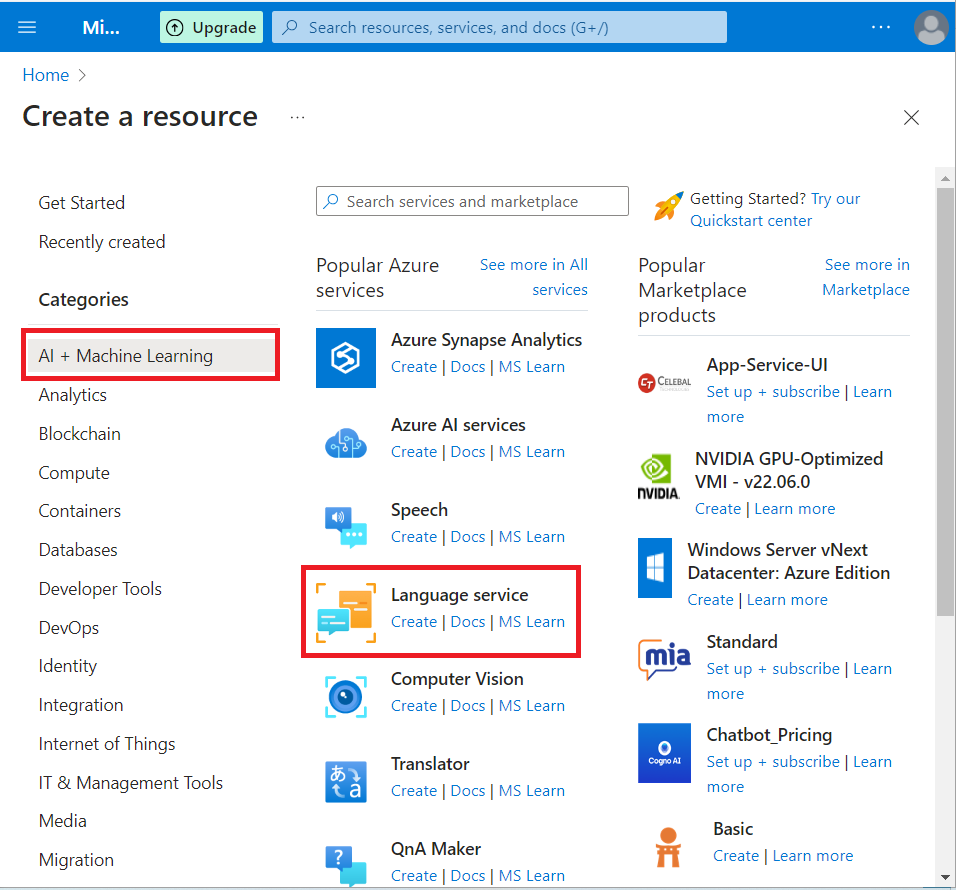 Mi...
Upgrade
Search resources, services, and docs (G+/)
...
Home
Create a resource
...
Get Started
Recently created
Categories
AI + Machine Learning
Analytics
Blockchain
Compute
Containers
Databases
Developer Tools
DevOps
Identity
Integration
Internet of Things
IT & Management Tools
Media
Migration
Search services and marketplace
Getting Started? Try our
Quickstart center
Popular Azure
services
See more in All
services
Azure Synapse Analytics
Create | Docs | MS Learn
Azure AI services
Create | Docs | MS Learn
Speech
Create | Docs | MS Learn
Language service
Create | Docs | MS Learn
Computer Vision
Create | Docs | MS Learn
あ
a
Translator
Create | Docs | MS Learn
?
QnA Maker
Create | Docs | MS Learn
Popular
Marketplace
products
See more in
Marketplace
CT CELEBAL
App-Service-UI
Set up + subscribe | Learn
more
NVIDIA
NVIDIA GPU-Optimized
VMI - v22.06.0
Create | Learn more
Windows Server vNext
Datacenter: Azure Edition
Create | Learn more
mia
Standard
Set up + subscribe | Learn
more
Cogno AI
Chatbot_Pricing
Set up + subscribe | Learn
more
Basic
Create | Learn more